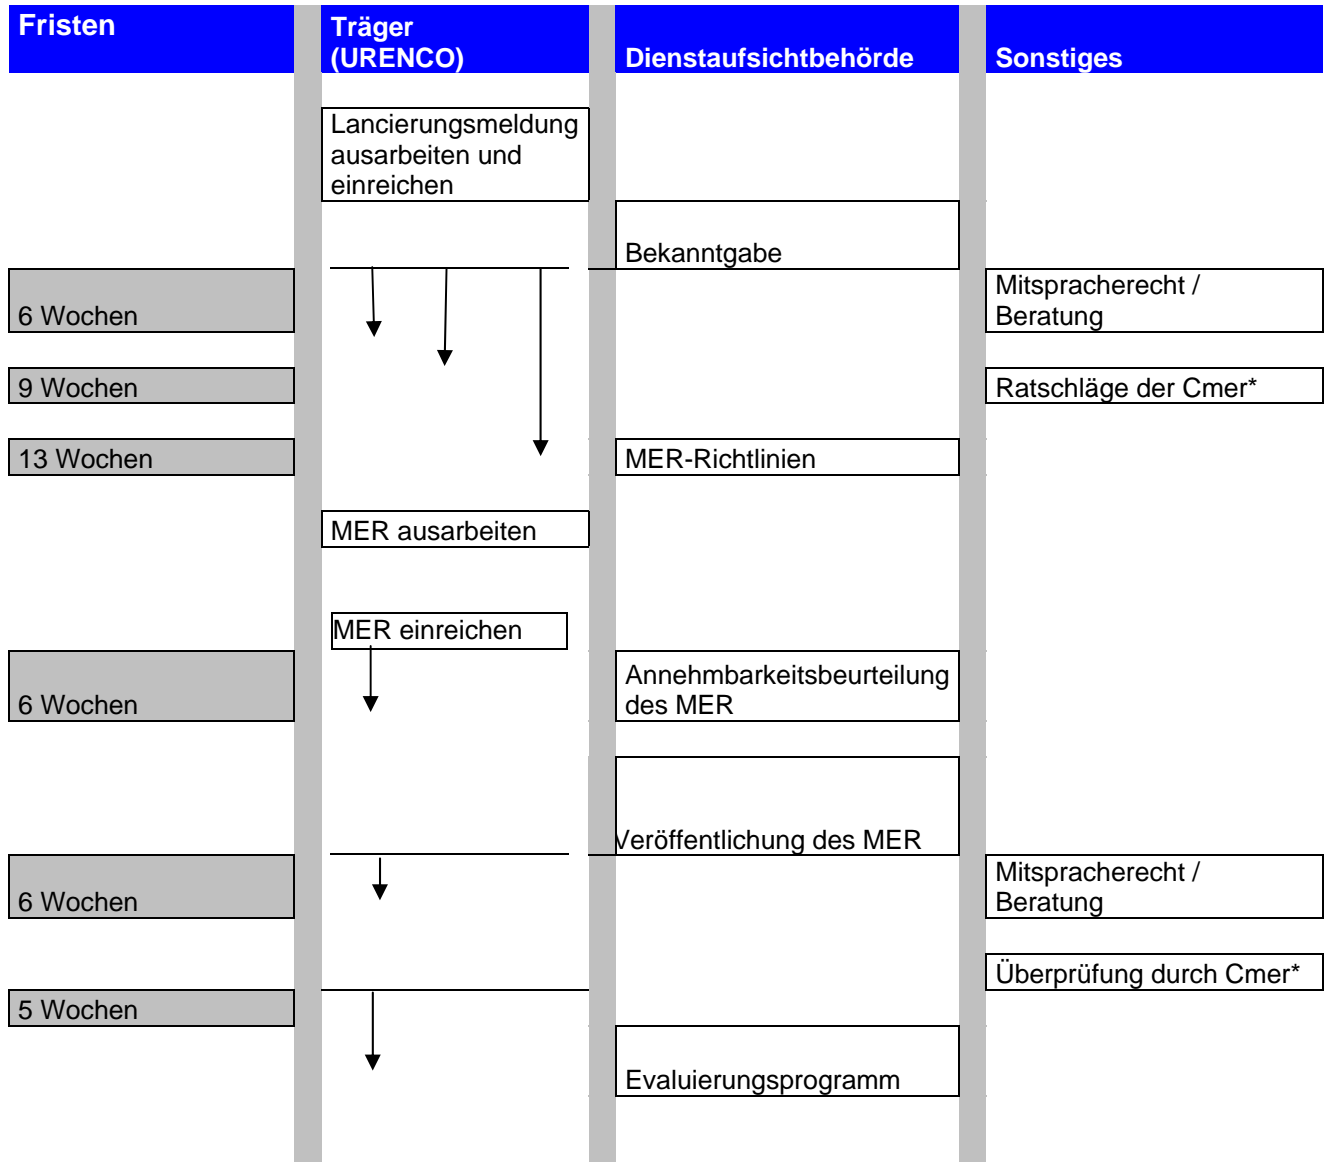 Fristen
Träger
(URENCO)
Dienstaufsichtbehörde
Sonstiges
Lancierungsmeldung
ausarbeiten und
einreichen
Bekanntgabe
6 Wochen
Mitspracherecht /
Beratung
9 Wochen
Ratschläge der Cmer*
13 Wochen
MER-Richtlinien
MER ausarbeiten
MER einreichen
6 Wochen
Annehmbarkeitsbeurteilung
des MER
Veröffentlichung des MER
6 Wochen
Mitspracherecht /
Beratung
Überprüfung durch Cmer*
5 Wochen
Evaluierungsprogramm